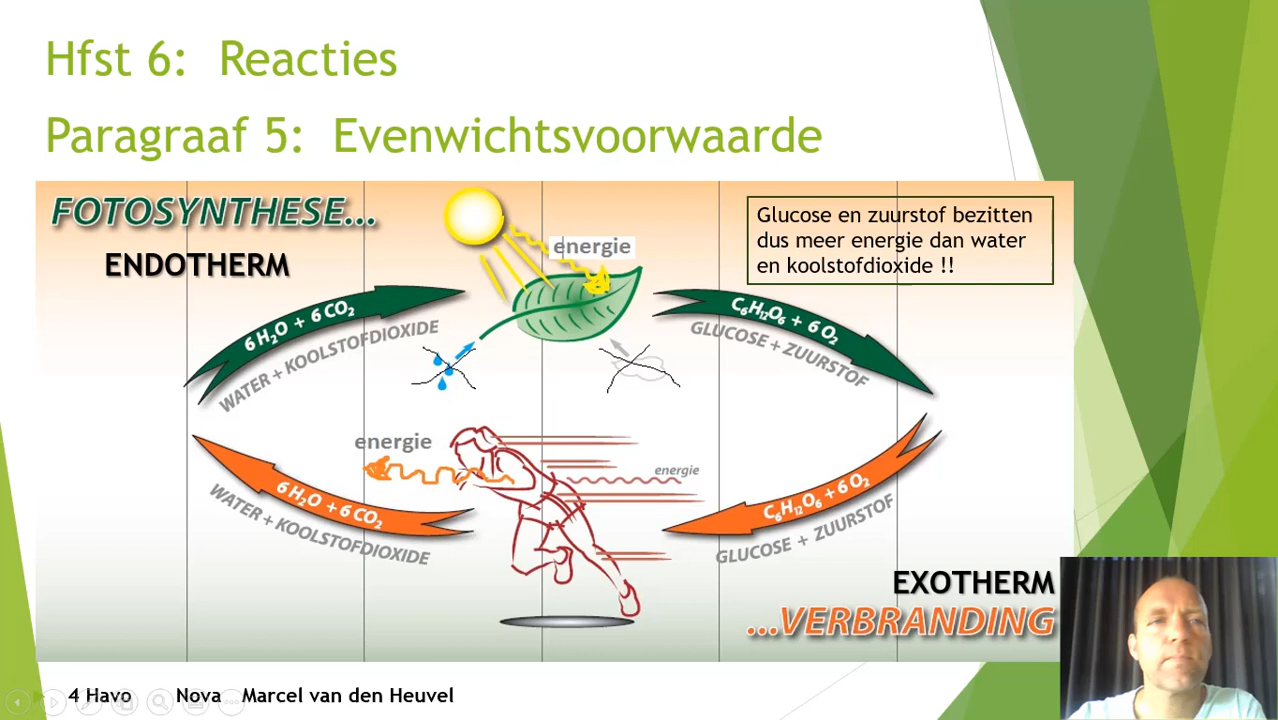 Hfst 6: Reacties
Paragraaf 5: Evenwichtsvoorwaarde
FOTOSYNTHESE...
ENDOTHERM
energie
Glucose en zuurstof bezitten
dus meer energie dan water
en koolstofdioxide !!
6 H₂O + 6 CO₂
WATER + KOOLSTOFDIOXIDE
C₆H₁₂O₆ + 6 O₂
GLUCOSE + ZUURSTOF
energie
energie
6 H₂O + 6 CO₂
WATER + KOOLSTOFDIOXIDE
C₆H₁₂O₆ + 6 O₂
GLUCOSE + ZUURSTOF
EXOTHERM
...VERBRANDING
4 Havo Nova Marcel van den Heuvel